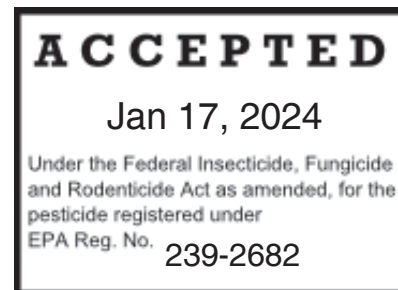 ACCEPTED
Jan 17, 2024
Under the Federal Insecticide, Fungicide
and Rodenticide Act as amended, for the
pesticide registered under
EPA Reg. No. 239-2682